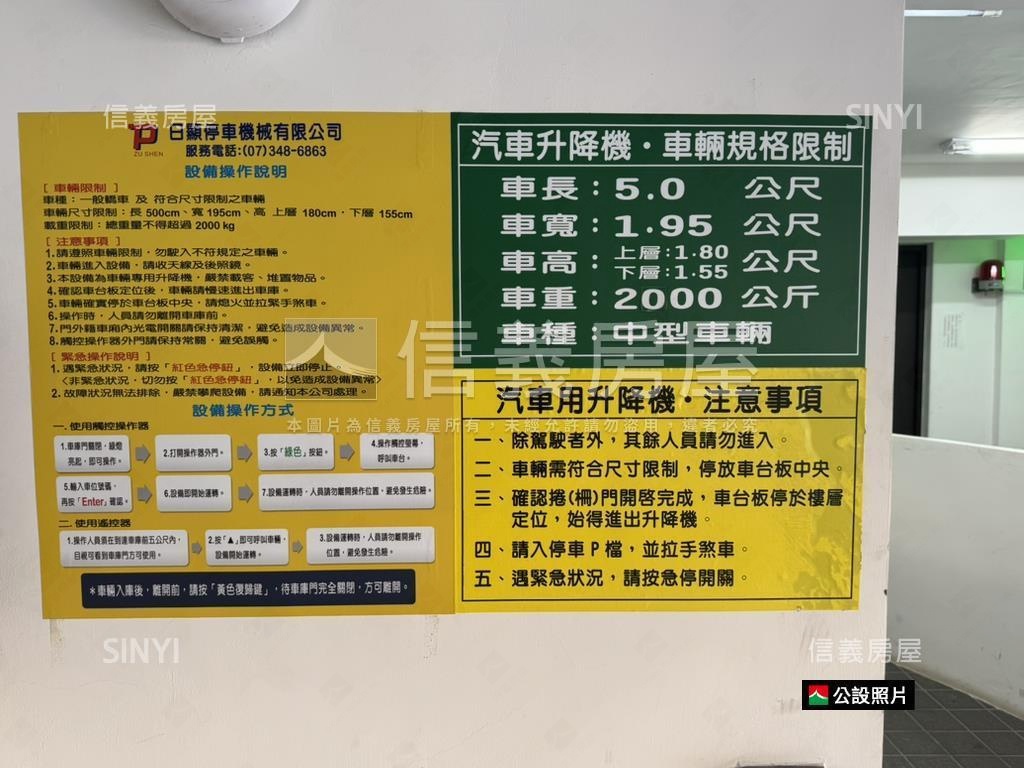 信義房屋
SINYI
ZU SHEN
日顯停車機械有限公司
服務電話:(07)348-6863
設備操作說明
[ 車輛限制 ]
車種：一般轎車 及 符合尺寸限制之車輛
車輛尺寸限制：長 500cm、寬 195cm、高 上層 180cm，下層 155cm
載重限制：總重量不得超過 2000 kg
[ 注意事項 ]
1.請遵照車輛限制，勿駛入不符規定之車輛。
2.車輛進入設備，請收天線及後照鏡。
3.本設備為車輛專用升降機，嚴禁載客、堆置物品。
4.確認車台板定位後，車輛請慢速進出車庫。
5.車輛確實停於車台板中央，請熄火並拉緊手煞車。
6.操作時，人員請勿離開車庫前。
7.門外籍車廂內光電開關請保持清潔，避免造成設備異常。
8.觸控操作器外門請保持常關，避免誤觸。
[ 緊急操作說明 ]
1.遇緊急狀況，請按「紅色急停鈕」，設備立即停止。
〈非緊急狀況，切勿按「紅色急停鈕」，以免造成設備異常〉
2.故障狀況無法排除，嚴禁攀爬設備，請通知本公司處理。
設備操作方式
一.使用觸控操作器
1.車庫門關閉，綠燈
亮起，即可操作。
2.打開操作器外門。
3.按「綠色」按鈕。
4.操作觸控螢幕，
呼叫車台。
5.輸入車位號碼，
再按「Enter」確認。
6.設備即開始運轉。
7.設備運轉時，人員請勿離開操作位置，避免發生危險。
二.使用遙控器
1.操作人員須在到達車庫前五公尺內，
目視可看到車庫門方可使用。
2.按「▲」即可呼叫車輛，
設備開始運轉。
3.設備運轉時，人員請勿離開操作
位置，避免發生危險。
＊車輛入庫後，離開前，請按「黃色復歸鍵」，待車庫門完全關閉，方可離開。
汽車升降機・車輛規格限制
車長：5.0 公尺
車寬：1.95 公尺
車高：上層：1.80 下層：1.55 公尺
車重：2000 公斤
車種：中型車輛
汽車用升降機・注意事項
一、除駕駛者外，其餘人員請勿進入。
二、車輛需符合尺寸限制，停放車台板中央。
三、確認捲(柵)門開啓完成，車台板停於樓層
定位，始得進出升降機。
四、請入停車 P 檔，並拉手煞車。
五、遇緊急狀況，請按急停開關。
信義房屋
本圖片為信義房屋所有，未經允許請勿盜用，違者必究
SINYI
信義房屋
公設照片